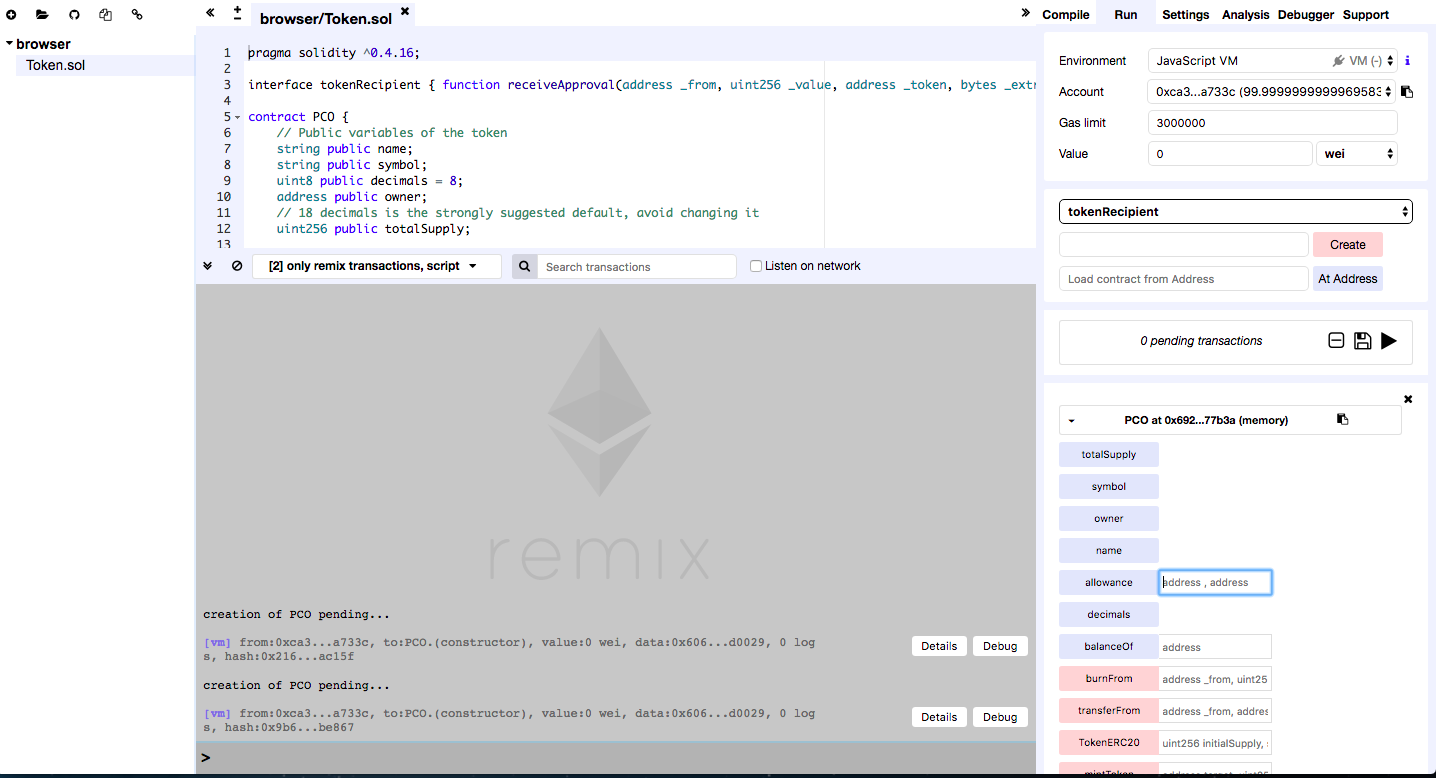 browser
Token.sol
browser/Token.sol
1 pragma solidity ^0.4.16;
2
3 interface tokenRecipient { function receiveApproval(address _from, uint256 _value, address _token, bytes _extr
4
5 contract PCO {
6 // Public variables of the token
7 string public name;
8 string public symbol;
9 uint8 public decimals = 8;
10 address public owner;
11 // 18 decimals is the strongly suggested default, avoid changing it
12 uint256 public totalSupply;
13
[2] only remix transactions, script
Search transactions
Listen on network
remix
creation of PCO pending...
[vm] from:0xca3...a733c, to:PCO.(constructor), value:0 wei, data:0x606...d0029, 0 log
s, hash:0x216...ac15f
Details Debug
creation of PCO pending...
[vm] from:0xca3...a733c, to:PCO.(constructor), value:0 wei, data:0x606...d0029, 0 log
s, hash:0x9b6...be867
Details Debug
>
Compile Run Settings Analysis Debugger Support
Environment JavaScript VM VM (-) i
Account 0xca3...a733c (99.9999999999969583
Gas limit 3000000
Value 0 wei
tokenRecipient
Create
Load contract from Address At Address
0 pending transactions
PCO at 0x692...77b3a (memory)
totalSupply
symbol
owner
name
allowance address , address
decimals
balanceOf address
burnFrom address _from, uint25
transferFrom address _from, addres
TokenERC20 uint256 initialSupply,
mintToken address target, uint25